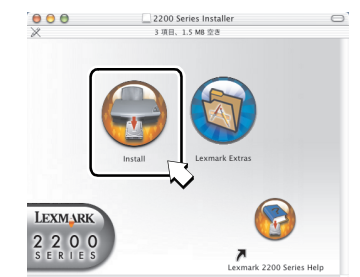 2200 Series Installer
3 項目、1.5 MB 空き
Install
Lexmark Extras
LEXMARK
2200
SERIES
Lexmark 2200 Series Help